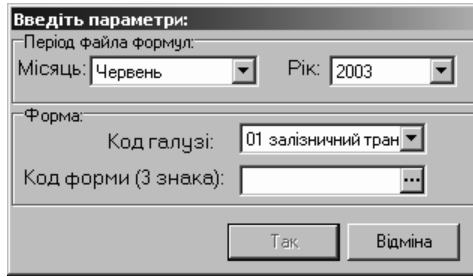 Введіть параметри:
Період файла формул:
Місяць: Червень Рік: 2003
Форма:
Код галузі: 01 залізничний тран
Код форми (3 знака): ...
Так Відміна